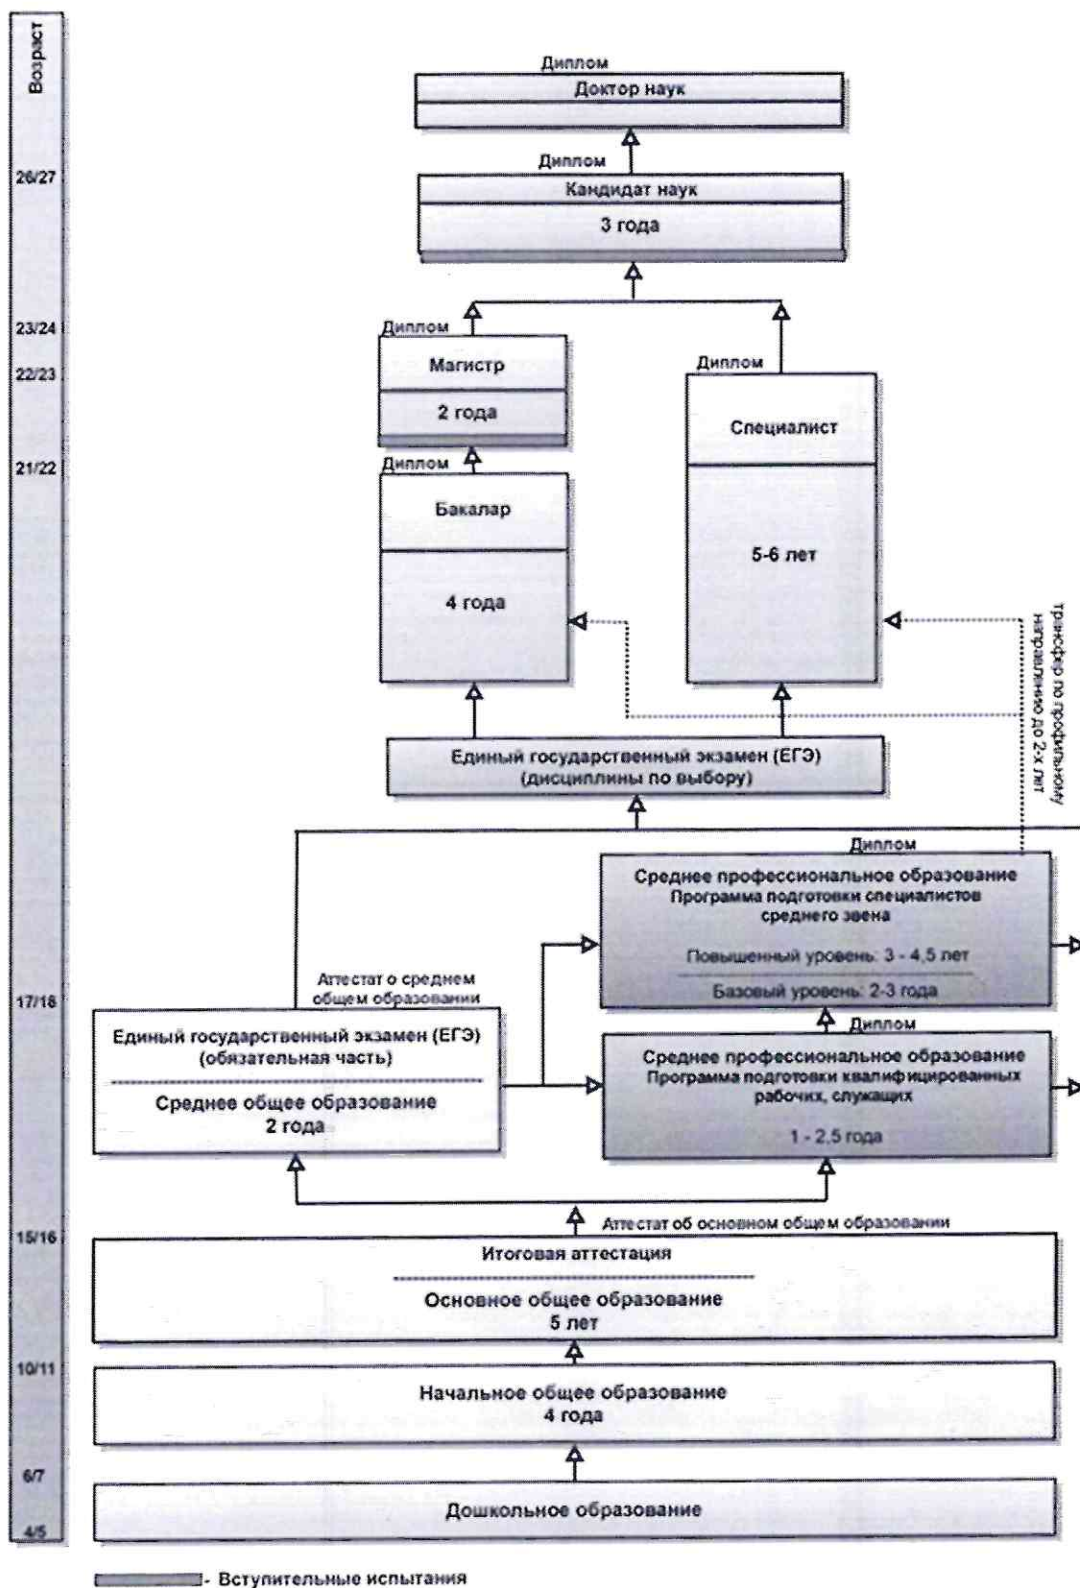 Возраст
Диплом
Доктор наук
Диплом
26/27
Кандидат наук
3 года
23/24
Диплом
22/23
Магистр
Диплом
2 года
Специалист
21/22
Диплом
Бакалар
5-6 лет
4 года
трансфер по профильному
направлению до 2-х лет
Единый государственный экзамен (ЕГЭ)
(дисциплины по выбору)
Диплом
Среднее профессиональное образование
Программа подготовки специалистов
среднего звена
Повышенный уровень: 3 - 4,5 лет
Базовый уровень: 2-3 года
Аттестат о среднем
общем образовании
17/18
Диплом
Единый государственный экзамен (ЕГЭ)
(обязательная часть)
Среднее общее образование
2 года
Среднее профессиональное образование
Программа подготовки квалифицированных
рабочих, служащих
1 - 2,5 года
Аттестат об основном общем образовании
15/16
Итоговая аттестация
Основное общее образование
5 лет
10/11
Начальное общее образование
4 года
6/7
Дошкольное образование
4/5
- Вступительные испытания